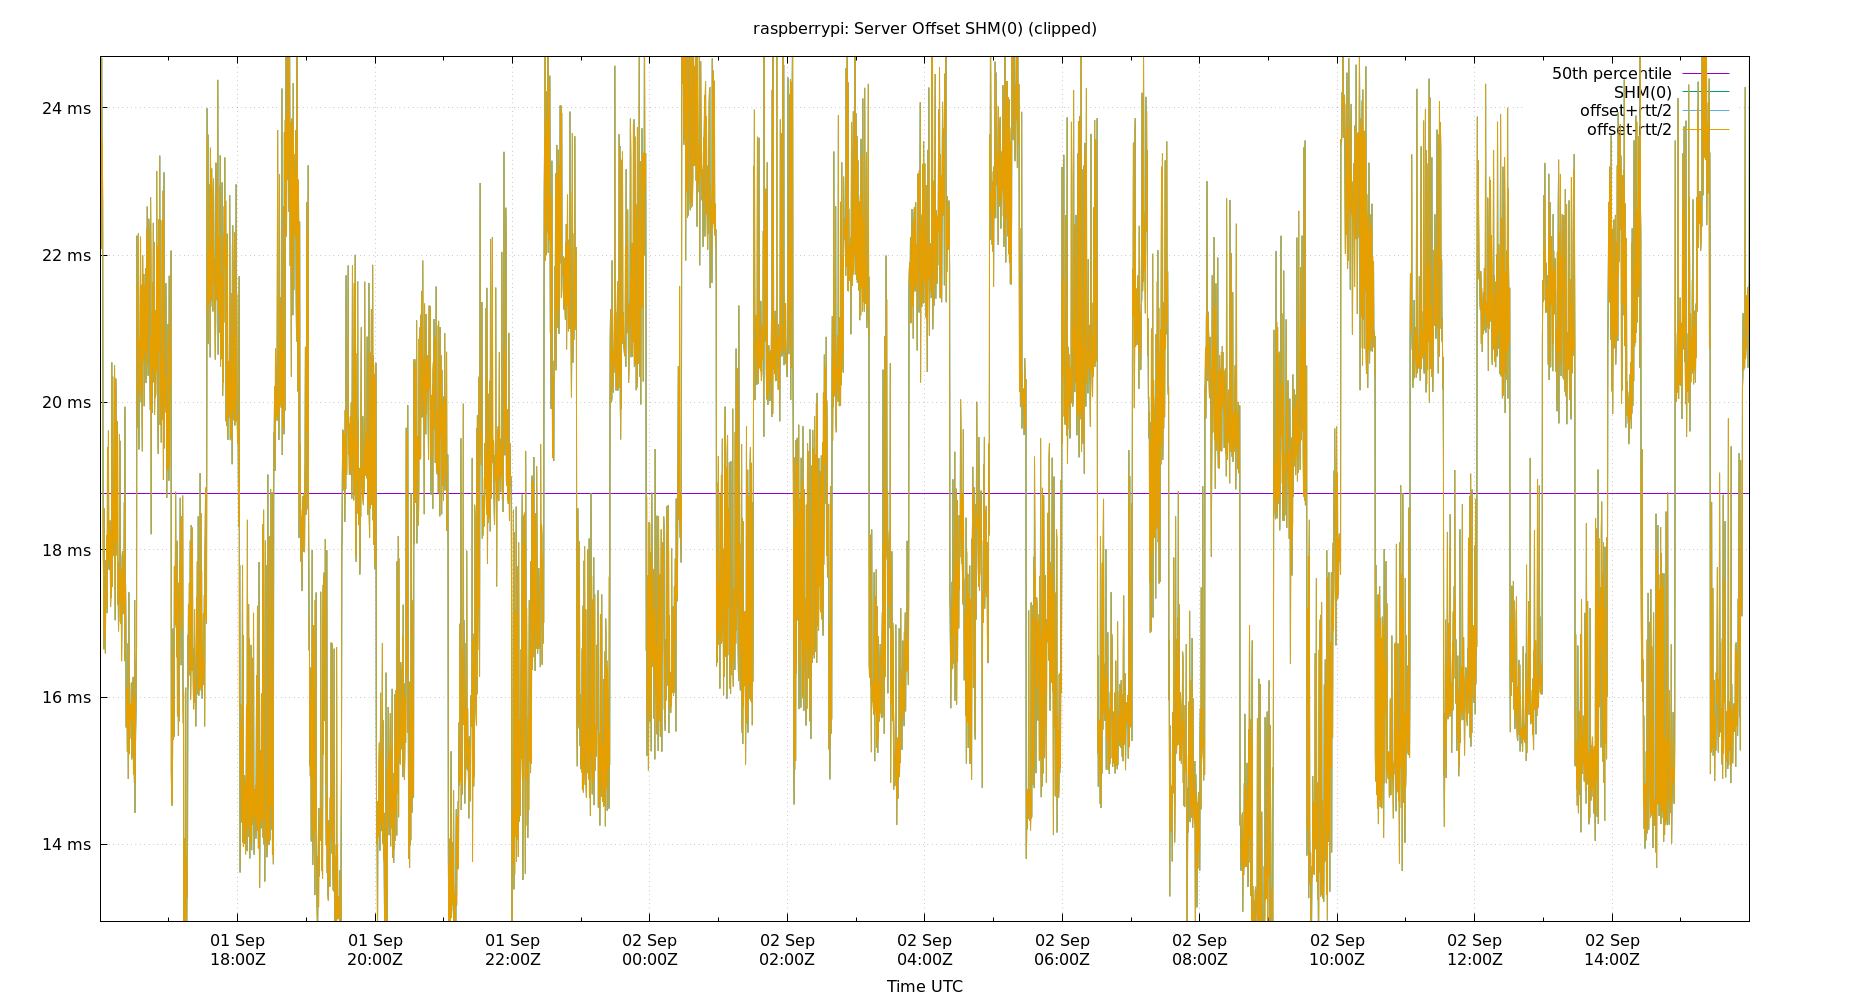 raspberrypi: Server Offset SHM(0) (clipped)
50th percentile
SHM(0)
offset+rtt/2
offset-rtt/2
24 ms
22 ms
20 ms
18 ms
16 ms
14 ms
01 Sep 01 Sep 01 Sep 02 Sep 02 Sep 02 Sep 02 Sep 02 Sep 02 Sep 02 Sep 02 Sep
18:00Z 20:00Z 22:00Z 00:00Z 02:00Z 04:00Z 06:00Z 08:00Z 10:00Z 12:00Z 14:00Z
Time UTC